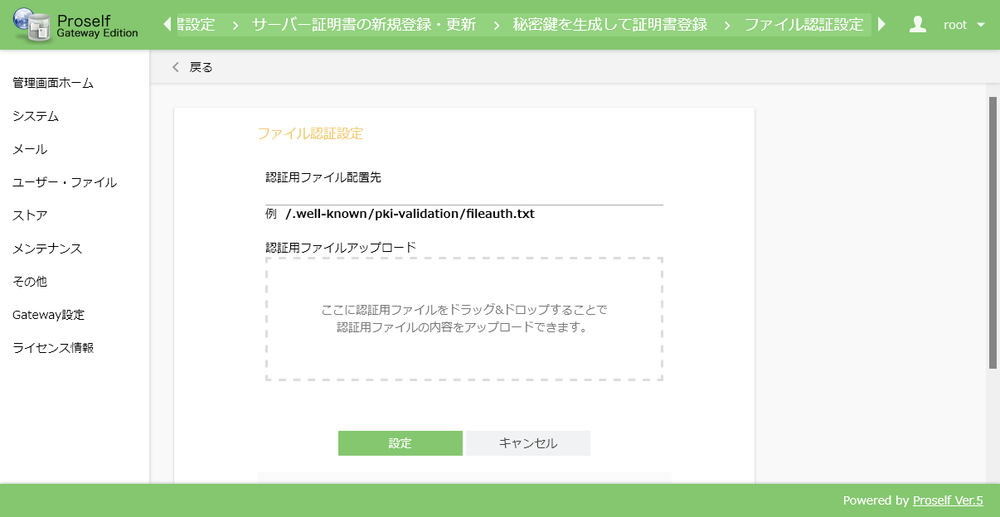 Proself
Gateway Edition
書設定 > サーバー証明書の新規登録・更新 > 秘密鍵を生成して証明書登録 > ファイル認証設定
root
戻る
管理画面ホーム
システム
メール
ユーザー・ファイル
ストア
メンテナンス
その他
Gateway設定
ライセンス情報
ファイル認証設定
認証用ファイル配置先
例 /.well-known/pki-validation/fileauth.txt
認証用ファイルアップロード
ここに認証用ファイルをドラッグ&ドロップすることで
認証用ファイルの内容をアップロードできます。
設定
キャンセル
Powered by Proself Ver.5